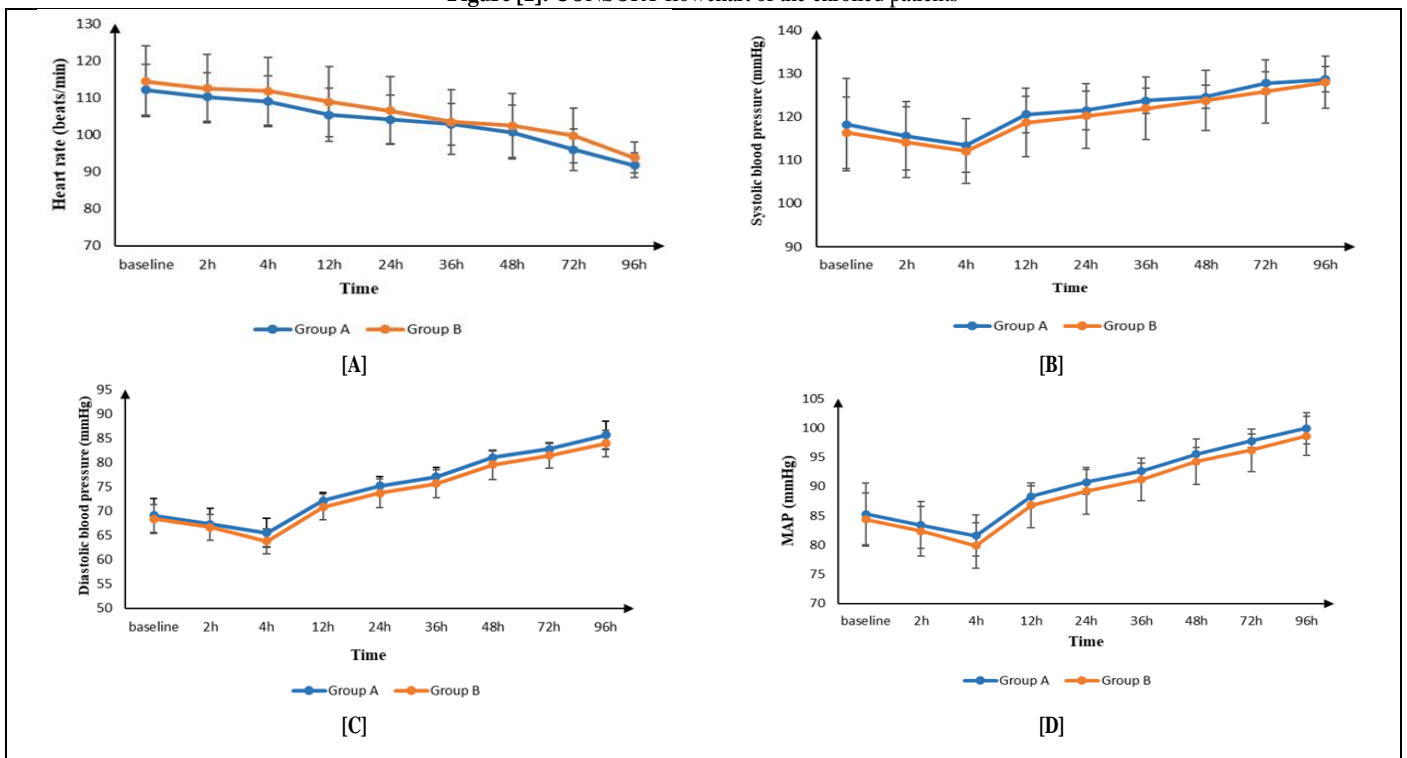 Figure [1]: CONSORT flowchart of the enrolled patients
Heart rate (beats/min)
130
120
110
100
90
80
70
baseline 2h 4h 12h 24h 36h 48h 72h 96h
Time
Group A Group B
[A]
Systolic blood pressure (mmHg)
140
130
120
110
100
90
baseline 2h 4h 12h 24h 36h 48h 72h 96h
Time
Group A Group B
[B]
Diastolic blood pressure (mmHg)
95
90
85
80
75
70
65
60
55
50
baseline 2h 4h 12h 24h 36h 48h 72h 96h
Time
Group A Group B
[C]
MAP (mmHg)
105
100
95
90
85
80
75
70
baseline 2h 4h 12h 24h 36h 48h 72h 96h
Time
Group A Group B
[D]